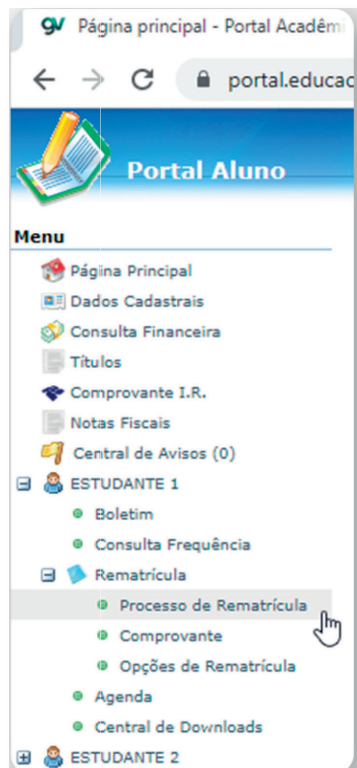 Página principal - Portal Acadêmi
portal.educac
Portal Aluno
Menu
Página Principal
Dados Cadastrais
Consulta Financeira
Títulos
Comprovante I.R.
Notas Fiscais
Central de Avisos (0)
ESTUDANTE 1
Boletim
Consulta Frequência
Rematrícula
Processo de Rematrícula
Comprovante
Opções de Rematrícula
Agenda
Central de Downloads
ESTUDANTE 2